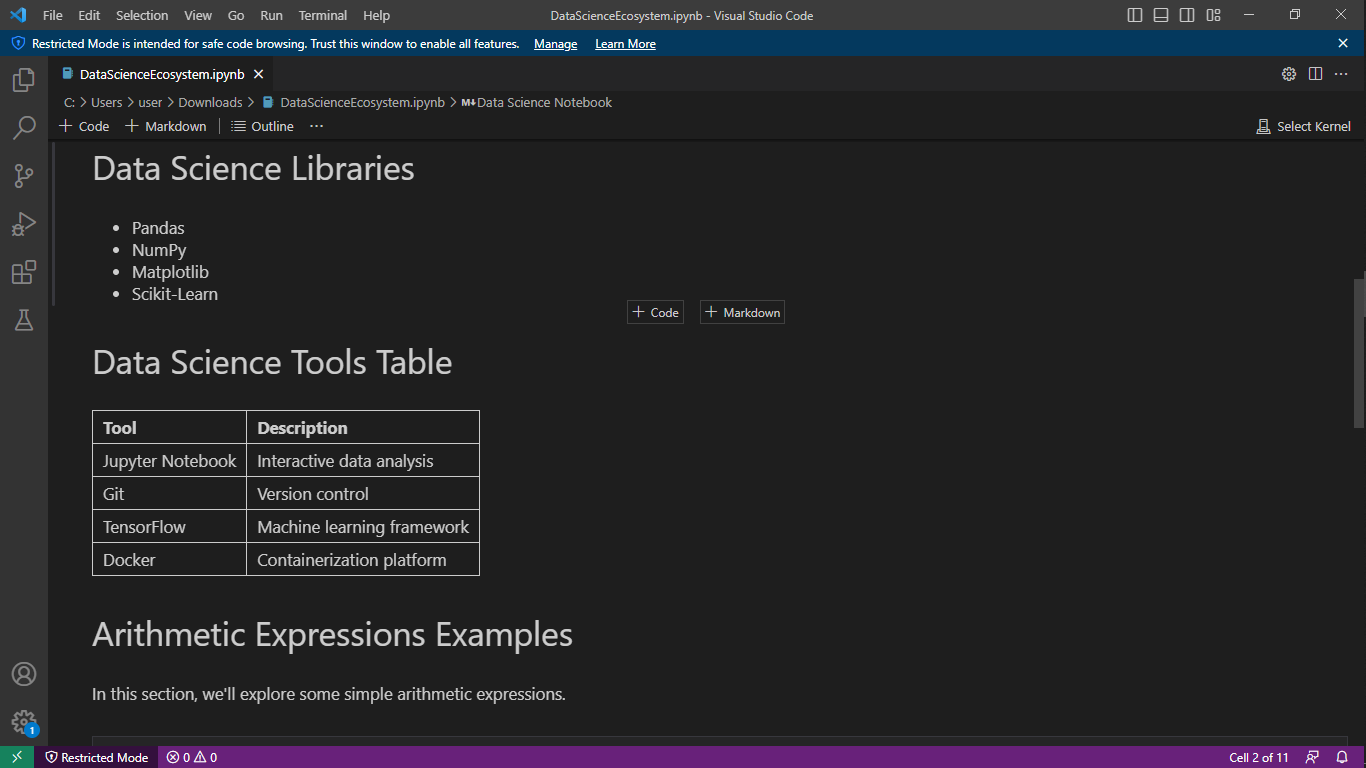 File Edit Selection View Go Run Terminal Help DataScienceEcosystem.ipynb - Visual Studio Code
Restricted Mode is intended for safe code browsing. Trust this window to enable all features. Manage Learn More
DataScienceEcosystem.ipynb
C: > Users > user > Downloads > DataScienceEcosystem.ipynb > M↓Data Science Notebook
+ Code + Markdown Outline ··· Select Kernel
Data Science Libraries
• Pandas
• NumPy
• Matplotlib
• Scikit-Learn
+ Code + Markdown
Data Science Tools Table
Tool Description
Jupyter Notebook Interactive data analysis
Git Version control
TensorFlow Machine learning framework
Docker Containerization platform
Arithmetic Expressions Examples
In this section, we'll explore some simple arithmetic expressions.
1
Restricted Mode 0 0 Cell 2 of 11